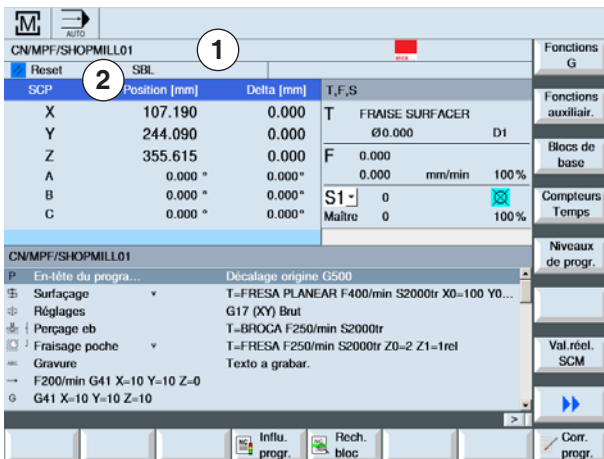 M AUTO
CN/MPF/SHOPMILL01
1
Reset SBL
2
SCP Position [mm] Delta [mm]
X 107.190 0.000
Y 244.090 0.000
Z 355.615 0.000
A 0.000 ° 0.000°
B 0.000 ° 0.000°
C 0.000 ° 0.000°
T,F,S
T FRAISE SURFACER
Ø0.000 D1
F 0.000
0.000 mm/min 100%
S1 0
Maître 0 100%
CN/MPF/SHOPMILL01
P En-tête du progra... Décalage origine G500
Surfaçage v T=FRESA PLANEAR F400/min S2000tr X0=100 Y0...
Réglages G17 (XY) Brut
Perçage eb T=BROCA F250/min S2000tr
Fraisage poche v T=FRESA F250/min S2000tr Z0=2 Z1=1rel
Gravure Texto a grabar.
→ F200/min G41 X=10 Y=10 Z=0
G G41 X=10 Y=10 Z=10
>
Fonctions
G
Fonctions
auxiliair.
Blocs de
base
Compteurs
Temps
Niveaux
de progr.
Val.réel.
SCM
Influ.
progr.
Rech.
bloc
Corr.
progr.